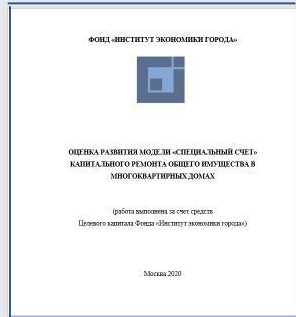 ФОНД «ИНСТИТУТ ЭКОНОМИКИ ГОРОДА»
ОЦЕНКА РАЗВИТИЯ МОДЕЛИ «СПЕЦИАЛЬНЫЙ СЧЕТ»
КАПИТАЛЬНОГО РЕМОНТА ОБЩЕГО ИМУЩЕСТВА В
МНОГОКВАРТИРНЫХ ДОМАХ
(работа выполнена за счет средств
Целевого капитала Фонда «Институт экономики города»)
Москва 2020